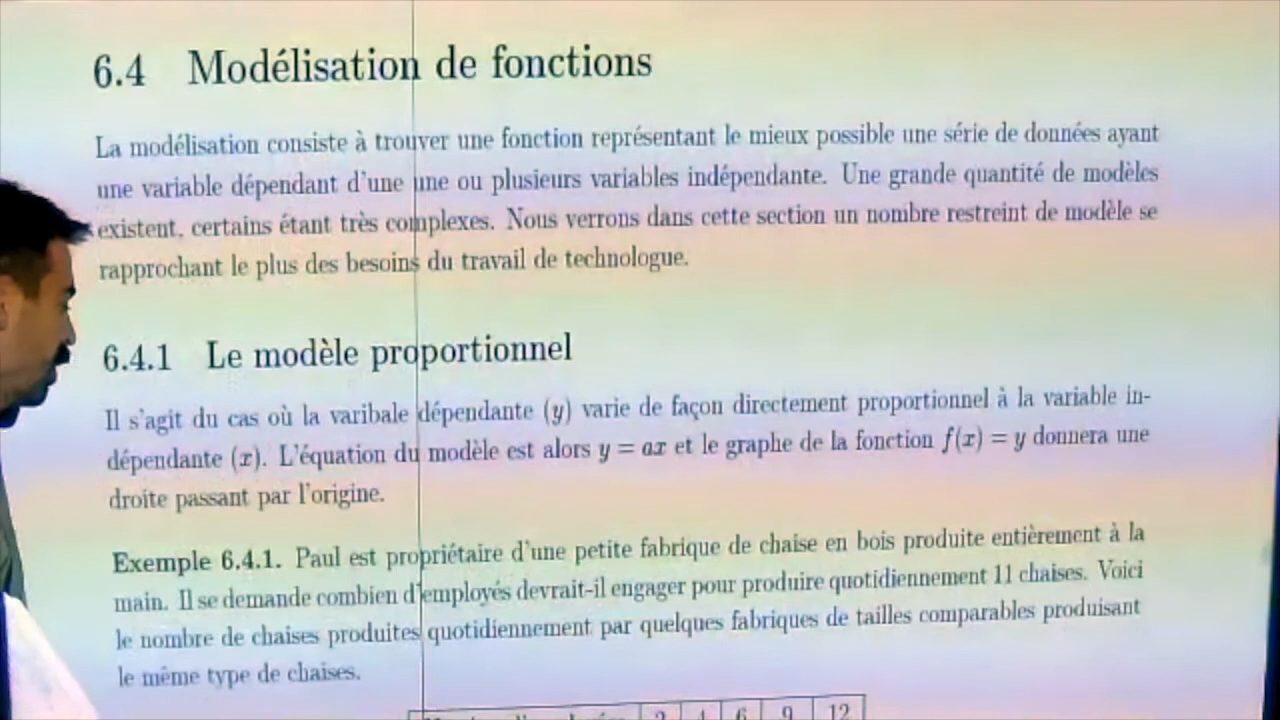 6.4 Modélisation de fonctions
La modélisation consiste à trouver une fonction représentant le mieux possible une série de données ayant
une variable dépendant d'une une ou plusieurs variables indépendante. Une grande quantité de modèles
existent, certains étant très complexes. Nous verrons dans cette section un nombre restreint de modèle se
rapprochant le plus des besoins du travail de technologue.
6.4.1 Le modèle proportionnel
Il s'agit du cas où la varibale dépendante (y) varie de façon directement proportionnel à la variable in-
dépendante (x). L'équation du modèle est alors y = ax et le graphe de la fonction f(x) = y donnera une
droite passant par l'origine.
Exemple 6.4.1. Paul est propriétaire d'une petite fabrique de chaise en bois produite entièrement à la
main. Il se demande combien d'employés devrait-il engager pour produire quotidiennement 11 chaises. Voici
le nombre de chaises produites quotidiennement par quelques fabriques de tailles comparables produisant
le même type de chaises.
6 9 12